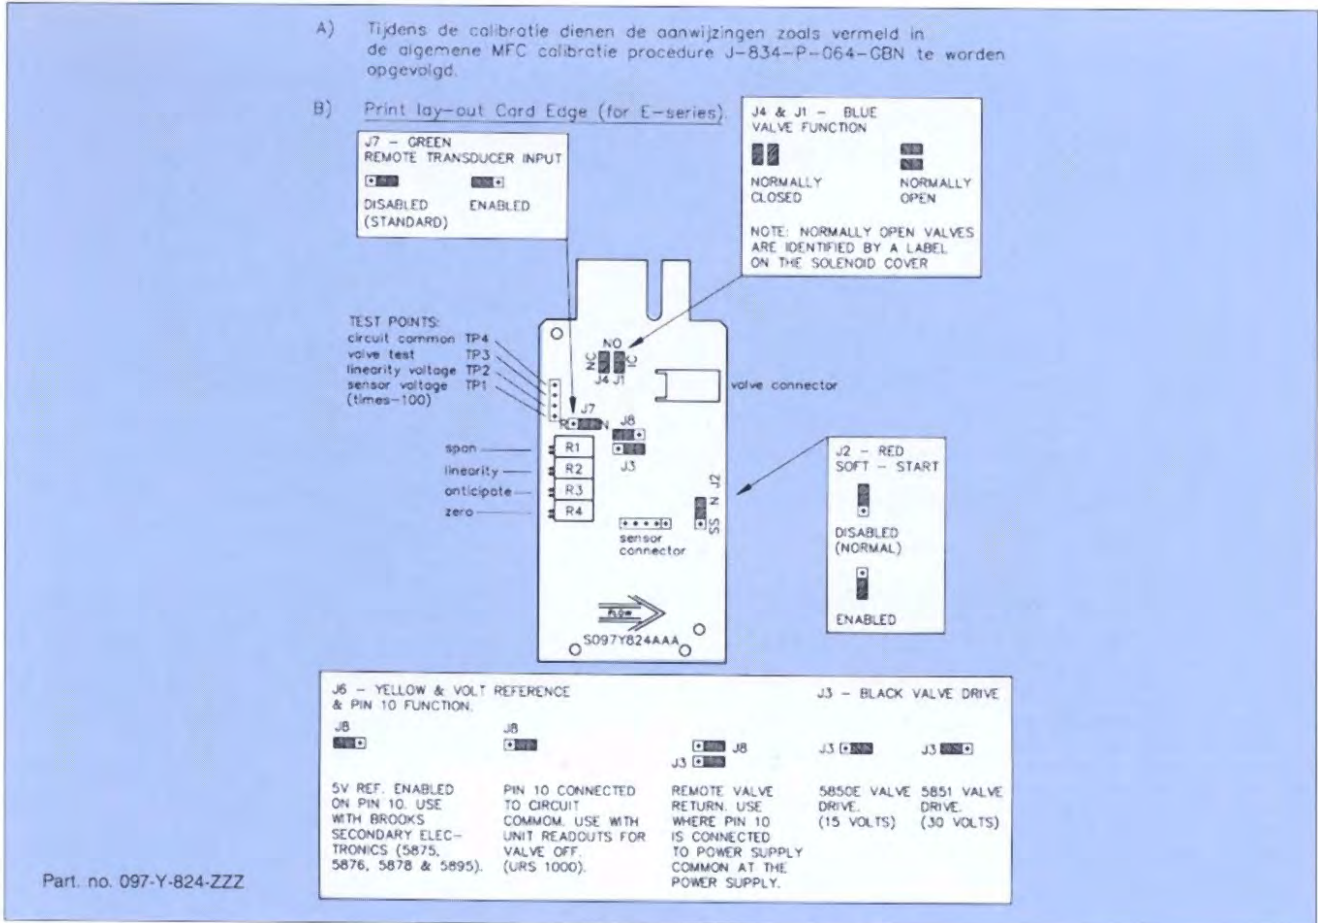 A) Tijdens de calibratie dienen de aanwijzingen zoals vermeld in
de algemene MFC calibratie procedure J-834-P-064-GBN te worden
opgevolgd.
B) Print lay-out Card Edge (for E-series).
J7 - GREEN
REMOTE TRANSDUCER INPUT
DISABLED
(STANDARD)
ENABLED
J4 & J1 - BLUE
VALVE FUNCTION
NORMALLY
CLOSED
NORMALLY
OPEN
NOTE: NORMALLY OPEN VALVES
ARE IDENTIFIED BY A LABEL
ON THE SOLENOID COVER
TEST POINTS:
circuit common TP4
valve test TP3
linearity voltage TP2
sensor voltage TP1
(times-100)
NO
NC
IC
J4 J1
valve connector
J7
R N
J8
J3
span
R1
linearity
R2
anticipate
R3
zero
R4
SS N J2
sensor
connector
FLOW
S097Y824AAA
J2 - RED
SOFT - START
DISABLED
(NORMAL)
ENABLED
J6 - YELLOW & VOLT REFERENCE
& PIN 10 FUNCTION.
J8
5V REF. ENABLED
ON PIN 10. USE
WITH BROOKS
SECONDARY ELEC-
TRONICS (5875,
5876, 5878 & 5895).
J8
PIN 10 CONNECTED
TO CIRCUIT
COMMOM. USE WITH
UNIT READOUTS FOR
VALVE OFF.
(URS 1000).
J8
J3
REMOTE VALVE
RETURN. USE
WHERE PIN 10
IS CONNECTED
TO POWER SUPPLY
COMMON AT THE
POWER SUPPLY.
J3 - BLACK VALVE DRIVE
J3
5850E VALVE
DRIVE.
(15 VOLTS)
J3
5851 VALVE
DRIVE.
(30 VOLTS)
Part. no. 097-Y-824-ZZZ